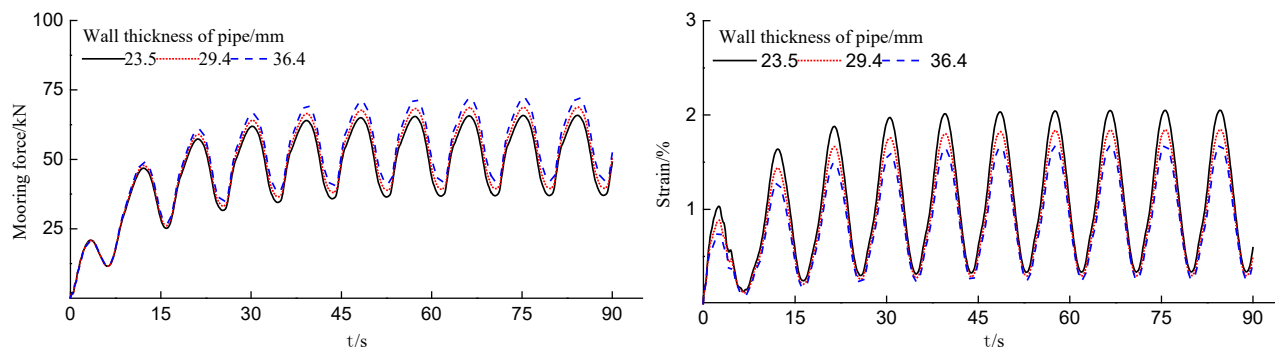 100
75
50
25
Mooring force/kN
Wall thickness of pipe/mm
23.5 29.4 36.4
0 15 30 45 60 75 90
t/s
3
2
1
0
Strain/%
Wall thickness of pipe/mm
23.5 29.4 36.4
0 15 30 45 60 75 90
t/s